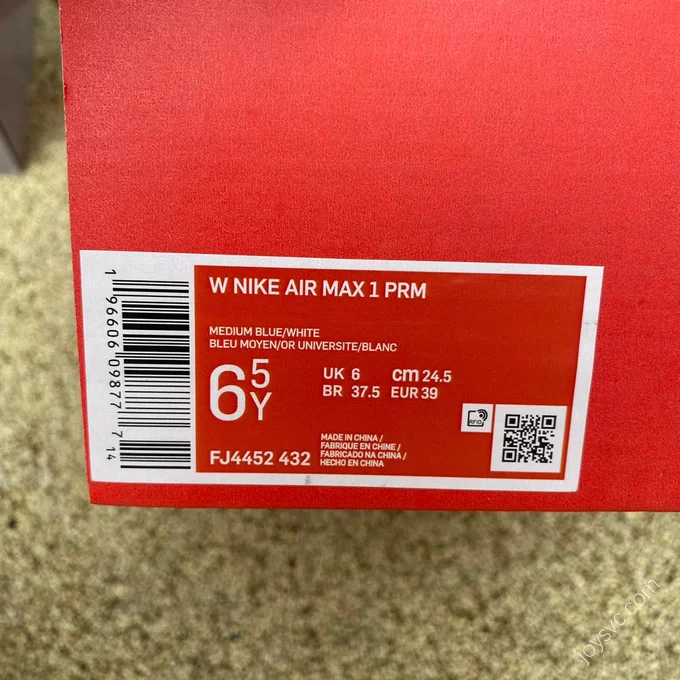 W NIKE AIR MAX 1 PRM
MEDIUM BLUE/WHITE
BLEU MOYEN/OR UNIVERSITE/BLANC
6 5 Y
UK 6 cm 24.5
BR 37.5 EUR 39
RFID
FJ4452 432
MADE IN CHINA/
FABRIQUE EN CHINE/
FABRICADO NA CHINA/
HECHO EN CHINA
1 96606 09877 7 14
joysvc.com